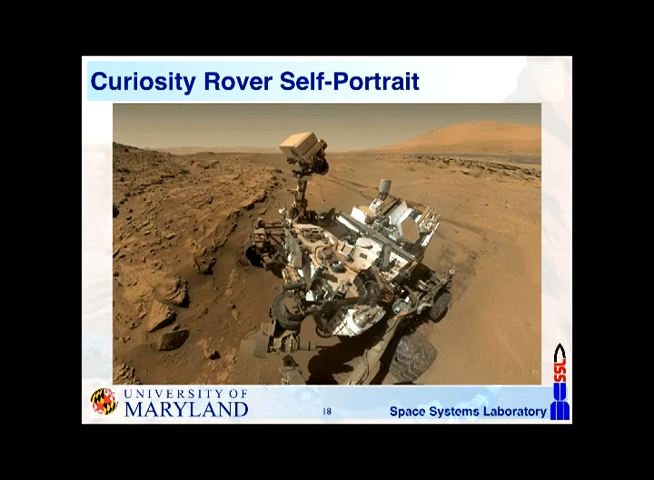 Curiosity Rover Self-Portrait
UNIVERSITY OF
MARYLAND
18
Space Systems Laboratory
SSL